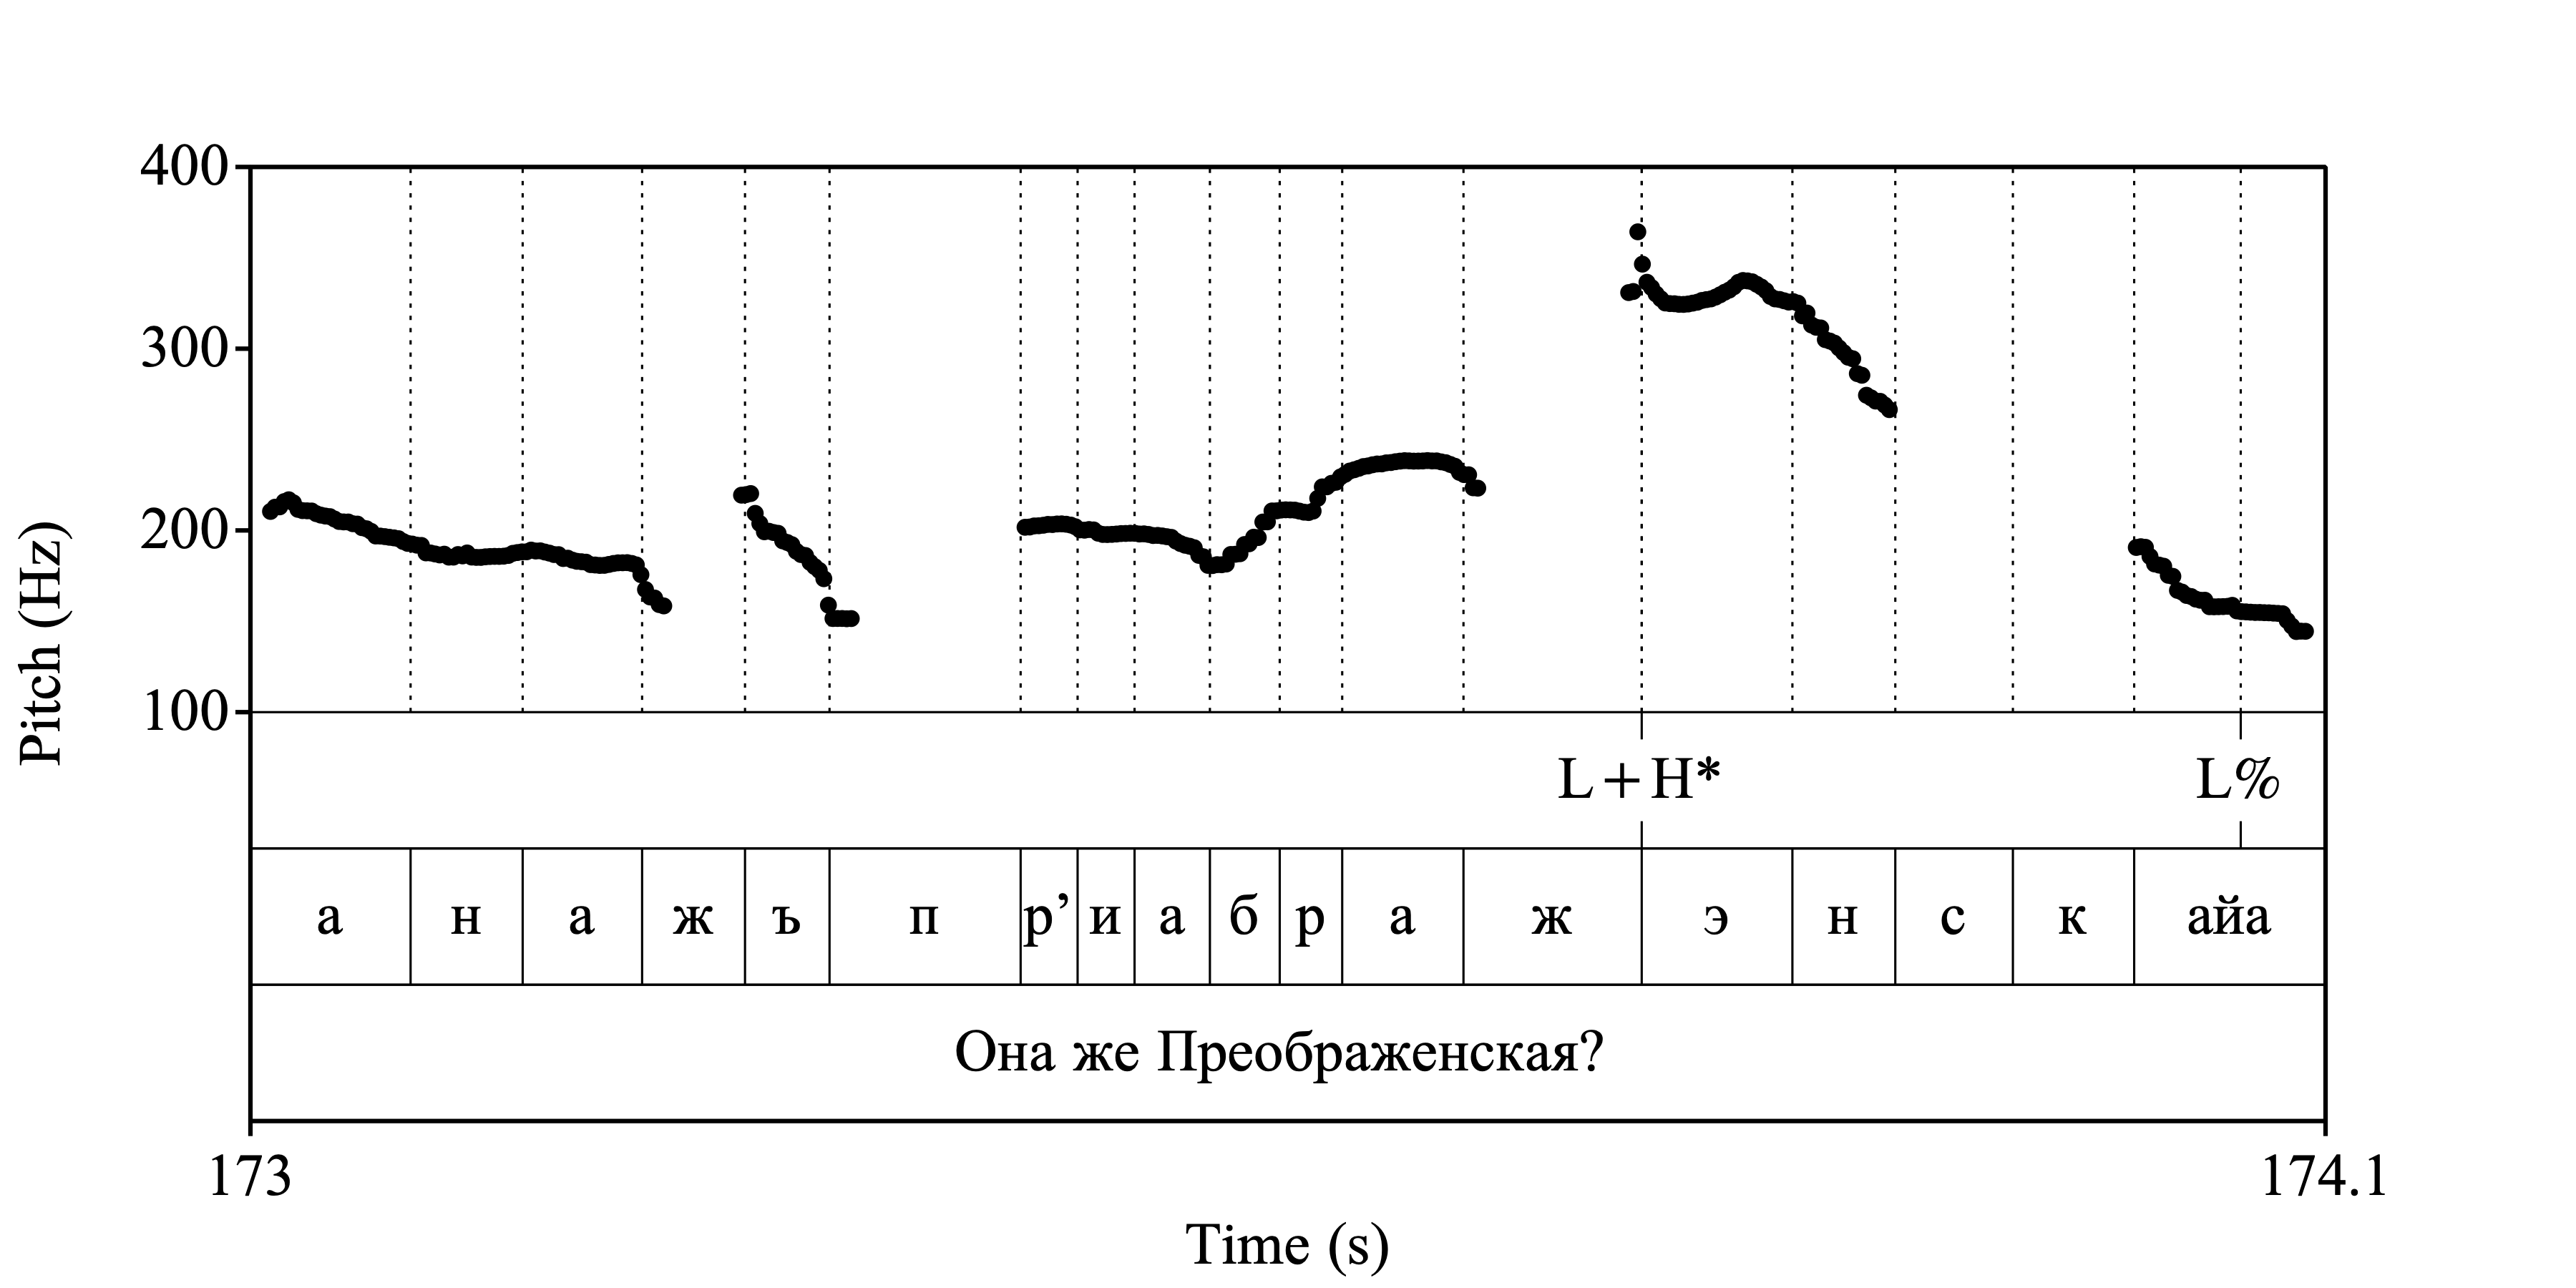 400
300
200
100
Pitch (Hz)
L+H* L%
а н а ж ъ п р’ и а б р а ж э н с к айа
Она же Преображенская?
173 174.1
Time (s)